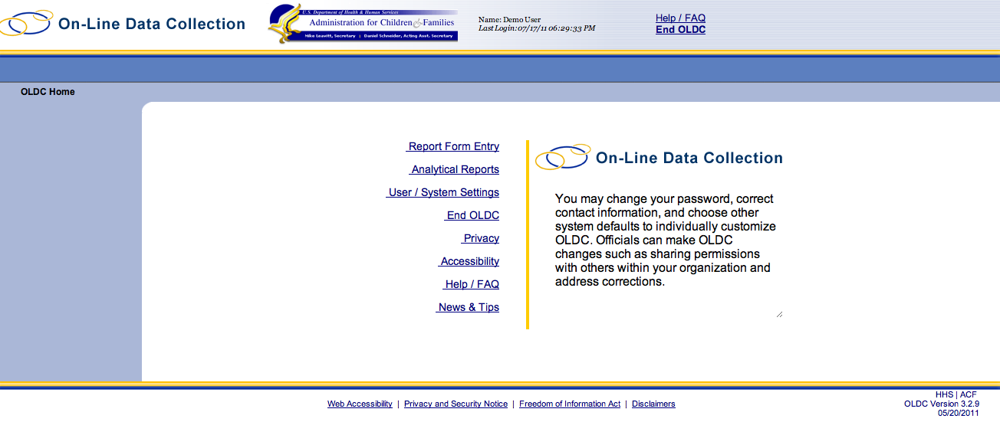 On-Line Data Collection
U.S. Department of Health & Human Services
Administration for Children & Families
Mike Leavitt, Secretary | Daniel Schneider, Acting Asst. Secretary
Name: Demo User
Last Login: 07/17/11 06:29:33 PM
Help / FAQ
End OLDC
OLDC Home
Report Form Entry
Analytical Reports
User / System Settings
End OLDC
Privacy
Accessibility
Help / FAQ
News & Tips
On-Line Data Collection
You may change your password, correct
contact information, and choose other
system defaults to individually customize
OLDC. Officials can make OLDC
changes such as sharing permissions
with others within your organization and
address corrections.
Web Accessibility | Privacy and Security Notice | Freedom of Information Act | Disclaimers
HHS | ACF
OLDC Version 3.2.9
05/20/2011